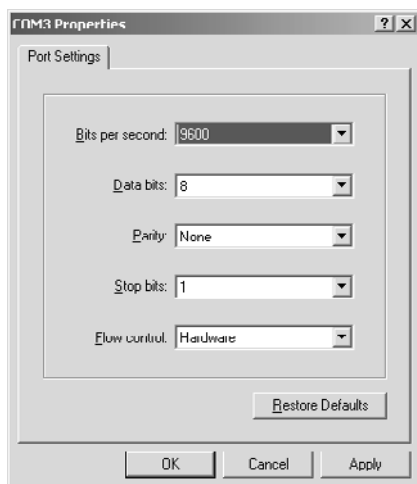 COM3 Properties
Port Settings
Bits per second: 9600
Data bits: 8
Parity: None
Stop bits: 1
Flow control: Hardware
Restore Defaults
OK Cancel Apply